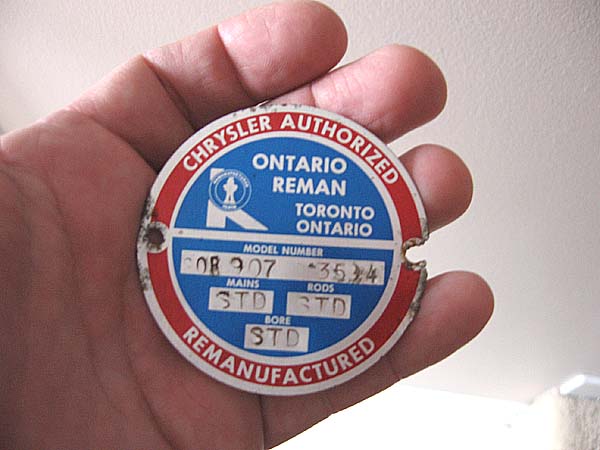 CHRYSLER AUTHORIZED
ONTARIO
REMAN
TORONTO
ONTARIO
MODEL NUMBER
MAINS RODS
STD STD
BORE
STD
REMANUFACTURED